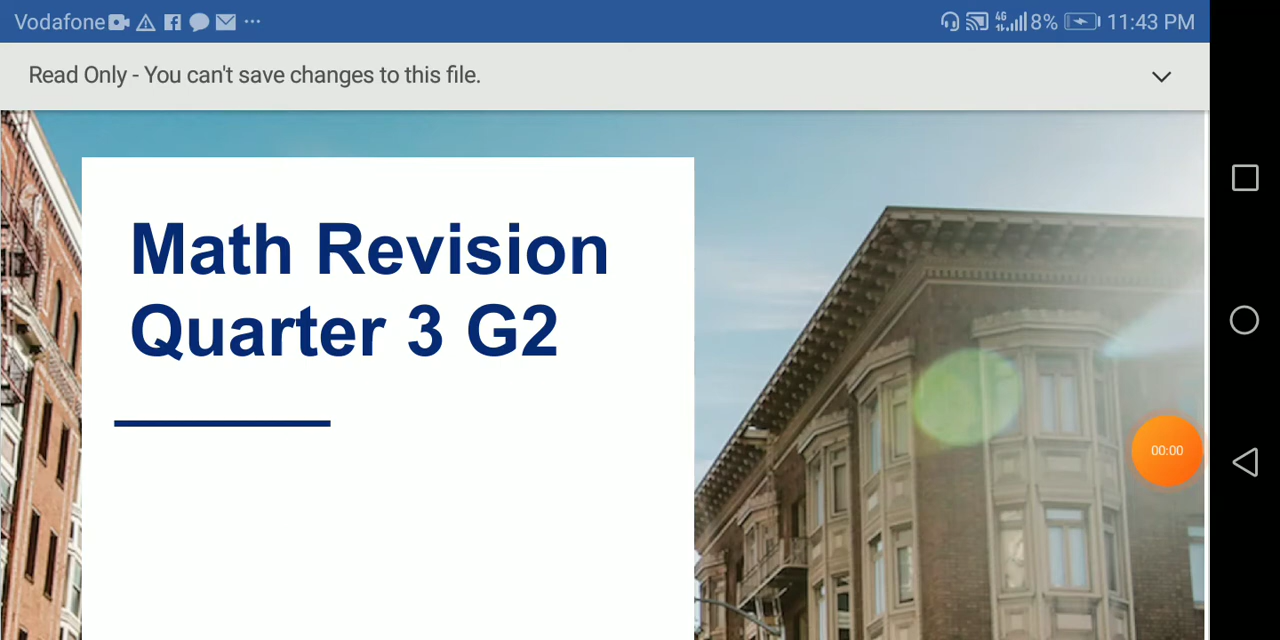 Vodafone ... 4G 8% 11:43 PM
Read Only - You can't save changes to this file.
Math Revision
Quarter 3 G2
00:00